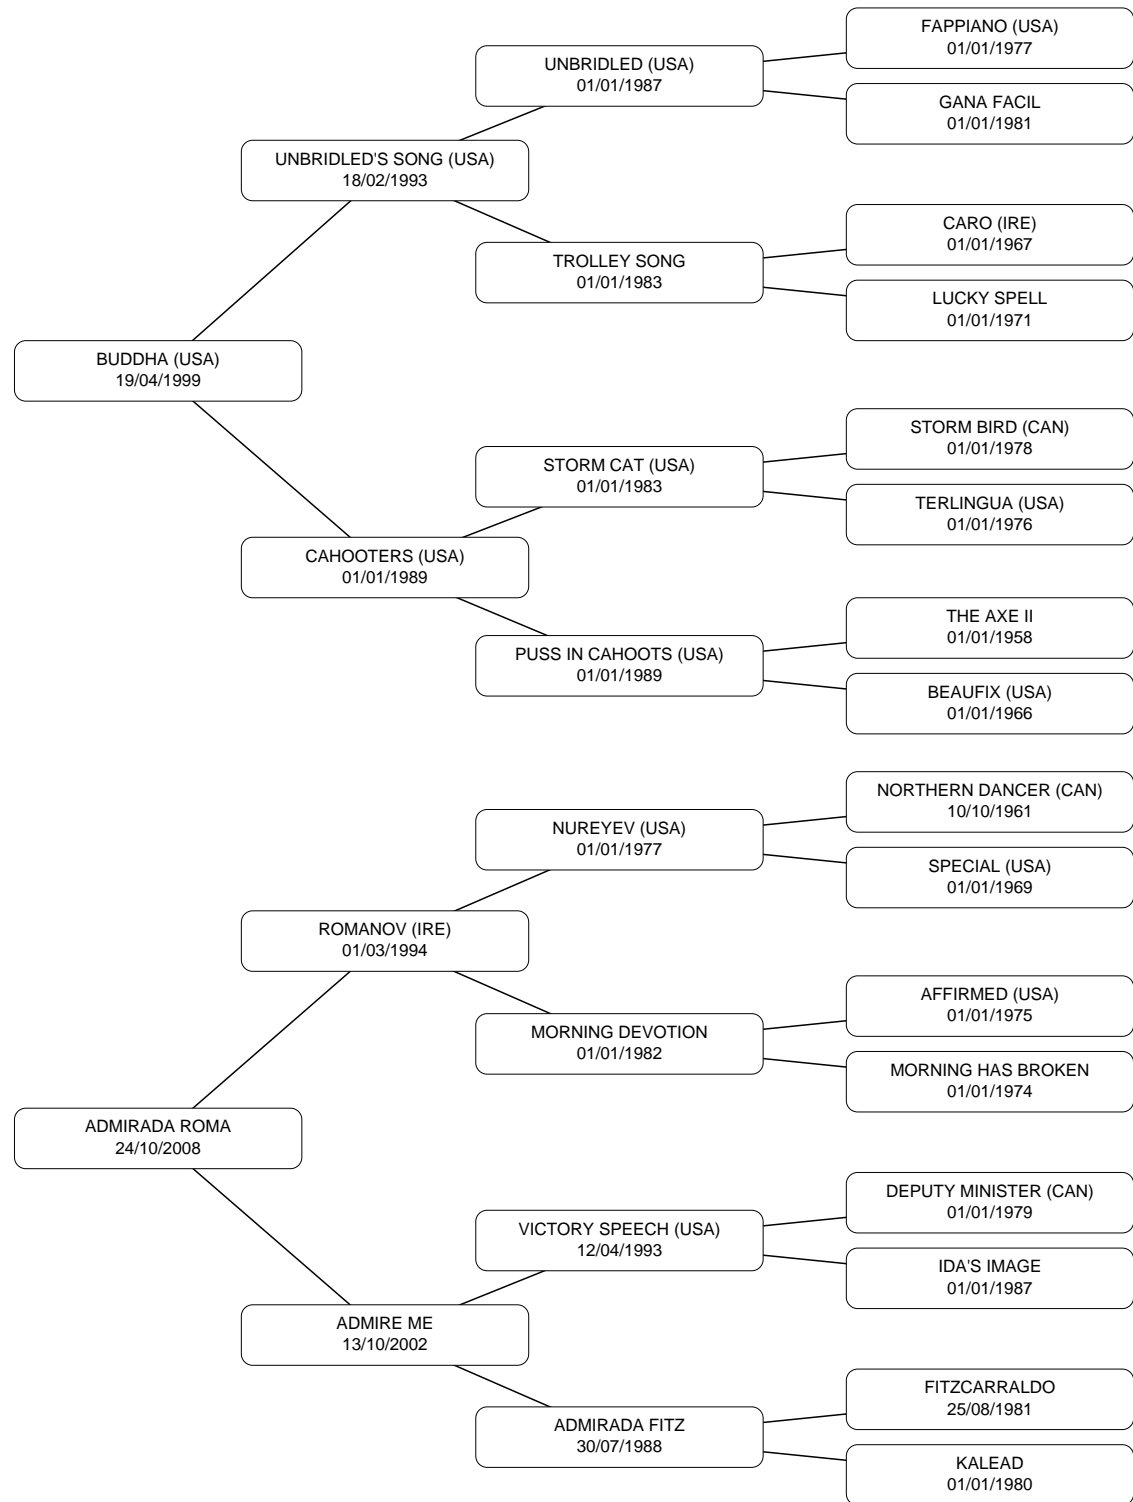 FAPPIANO (USA)
01/01/1977
UNBRIDLED (USA)
01/01/1987
GANA FACIL
01/01/1981
UNBRIDLED'S SONG (USA)
18/02/1993
CARO (IRE)
01/01/1967
TROLLEY SONG
01/01/1983
LUCKY SPELL
01/01/1971
BUDDHA (USA)
19/04/1999
STORM BIRD (CAN)
01/01/1978
STORM CAT (USA)
01/01/1983
TERLINGUA (USA)
01/01/1976
CAHOOTERS (USA)
01/01/1989
THE AXE II
01/01/1958
PUSS IN CAHOOTS (USA)
01/01/1989
BEAUFIX (USA)
01/01/1966
NORTHERN DANCER (CAN)
10/10/1961
NUREYEV (USA)
01/01/1977
SPECIAL (USA)
01/01/1969
ROMANOV (IRE)
01/03/1994
AFFIRMED (USA)
01/01/1975
MORNING DEVOTION
01/01/1982
MORNING HAS BROKEN
01/01/1974
ADMIRADA ROMA
24/10/2008
DEPUTY MINISTER (CAN)
01/01/1979
VICTORY SPEECH (USA)
12/04/1993
IDA'S IMAGE
01/01/1987
ADMIRE ME
13/10/2002
FITZCARRALDO
25/08/1981
ADMIRADA FITZ
30/07/1988
KALEAD
01/01/1980